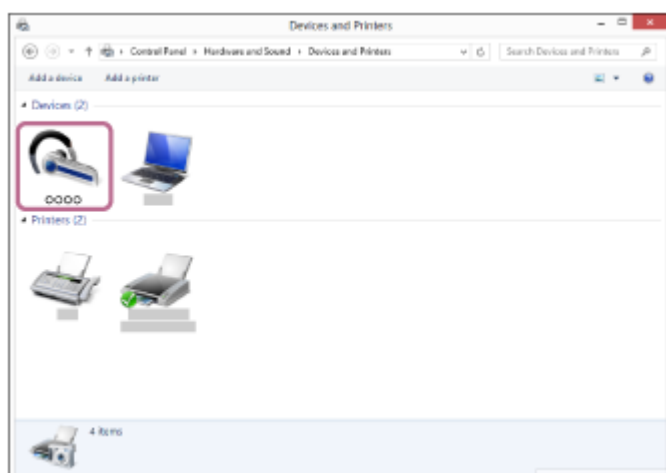 Devices and Printers
Control Panel › Hardware and Sound › Devices and Printers
Search Devices and Printers
Add a device Add a printer
Devices (2)
oooo
Printers (2)
4 items